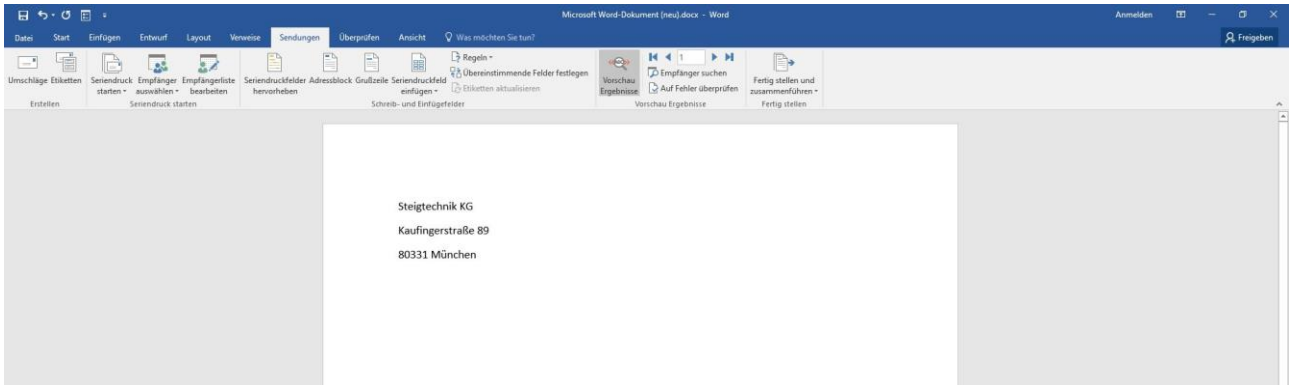 Microsoft Word-Dokument (neu).docx - Word
Anmelden
Datei Start Einfügen Entwurf Layout Verweise Sendungen Überprüfen Ansicht Was möchten Sie tun? Freigeben
Umschläge Etiketten
Erstellen
Seriendruck starten
Empfänger auswählen
Empfängerliste bearbeiten
Seriendruck starten
Seriendruckfelder hervorheben
Adressblock
Grußzeile
Seriendruckfeld einfügen
Regeln
Übereinstimmende Felder festlegen
Etiketten aktualisieren
Schreib- und Einfügefelder
Vorschau Ergebnisse
1
Empfänger suchen
Auf Fehler überprüfen
Vorschau Ergebnisse
Fertig stellen und
zusammenführen
Fertig stellen
Steigtechnik KG
Kaufingerstraße 89
80331 München